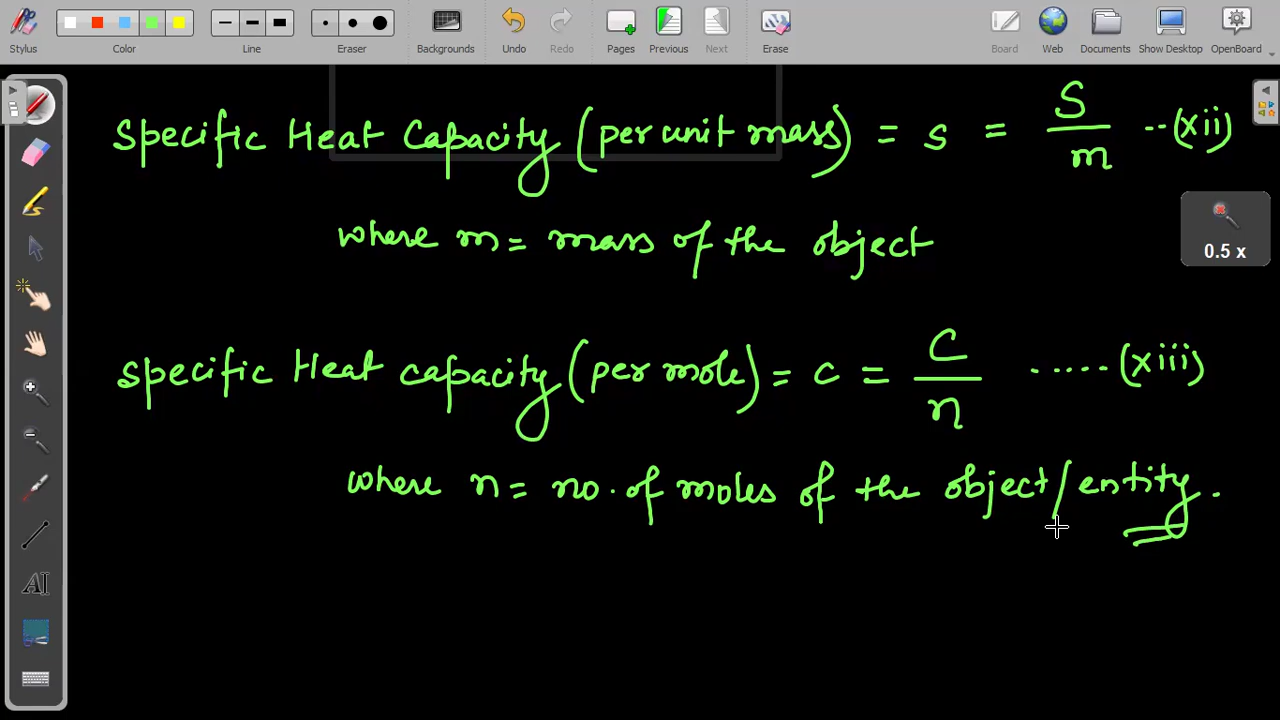 Stylus Color Line Eraser Backgrounds Undo Redo Pages Previous Next Erase Board Web Documents Show Desktop OpenBoard
Specific Heat Capacity (per unit mass) = s = S/m ..(xii)
where m = mass of the object
0.5 x
specific Heat capacity (per mole) = c = C/n ......(xiii)
where n = no. of moles of the object/entity.
AI